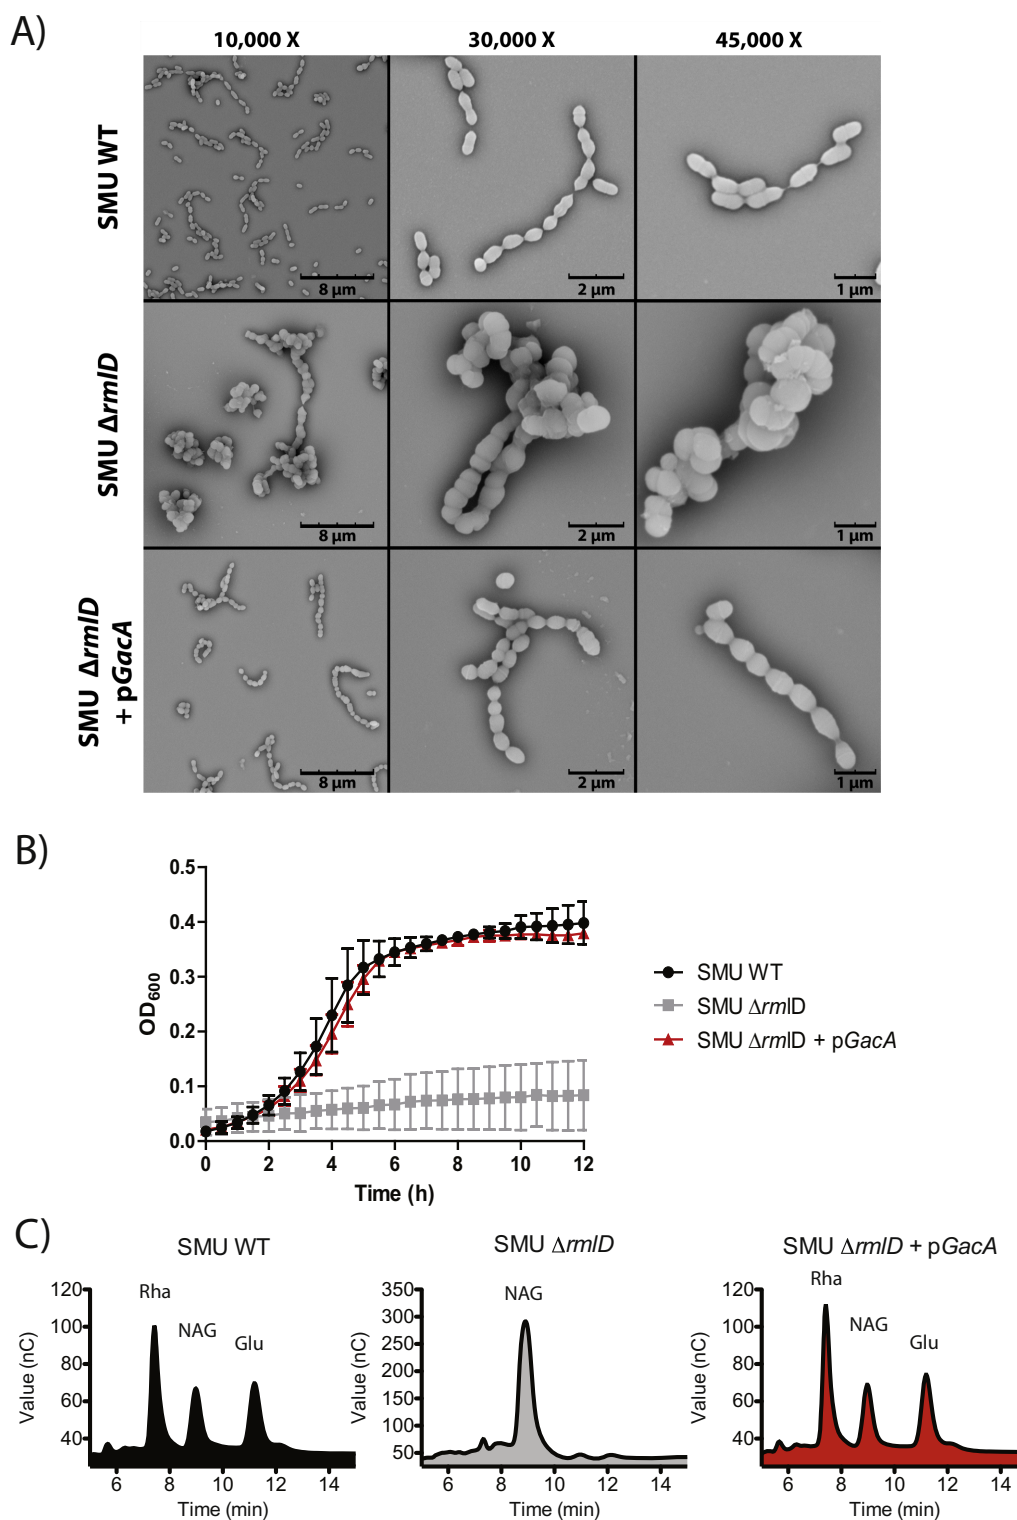 A)
10,000 X
30,000 X
45,000 X
SMU WT
8 µm
2 µm
1 µm
SMU ΔrmlD
8 µm
2 µm
1 µm
SMU ΔrmlD
+ pGacA
8 µm
2 µm
1 µm
B)
0.5
0.4
0.3
0.2
0.1
0.0
OD600
0 2 4 6 8 10 12
Time (h)
SMU WT
SMU ΔrmlD
SMU ΔrmlD + pGacA
C)
SMU WT
120
100
80
60
40
Value (nC)
Rha
NAG
Glu
6 8 10 12 14
Time (min)
SMU ΔrmlD
350
300
250
200
150
100
50
Value (nC)
NAG
6 8 10 12 14
Time (min)
SMU ΔrmlD + pGacA
120
100
80
60
40
Value (nC)
Rha
NAG
Glu
6 8 10 12 14
Time (min)